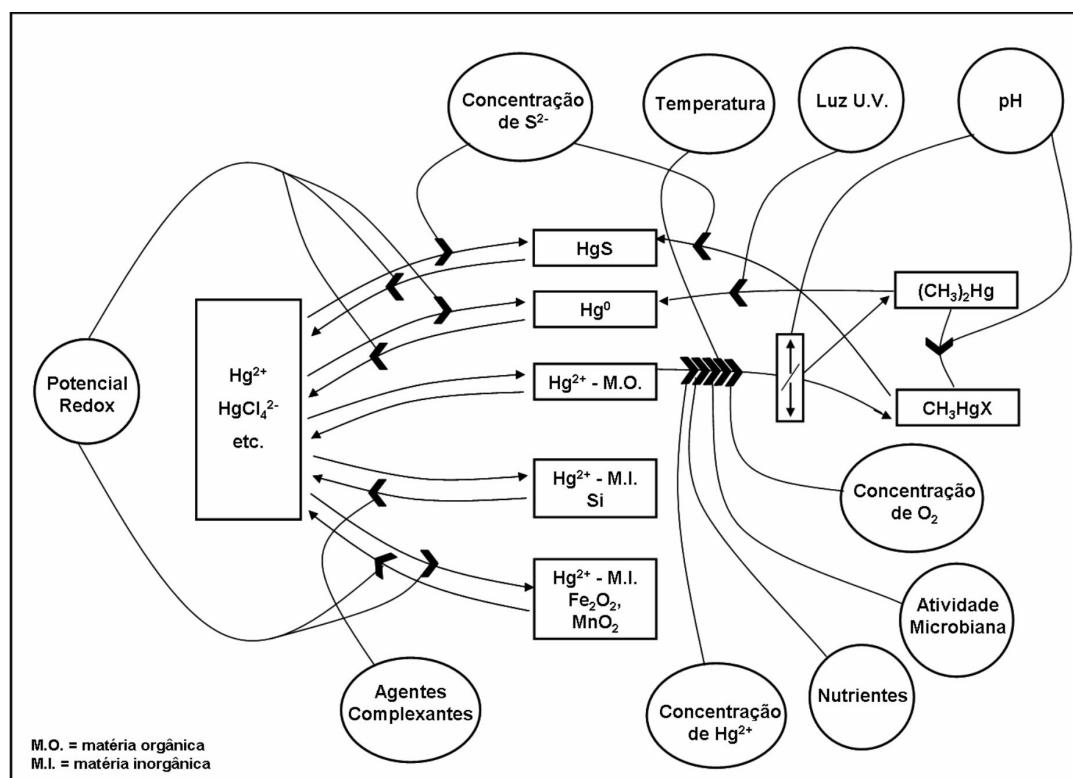 Concentração
de S²⁻
Temperatura
Luz U.V.
pH
HgS
Hg⁰
(CH₃)₂Hg
Potencial
Redox
Hg²⁺
HgCl₄²⁻
etc.
Hg²⁺ - M.O.
CH₃HgX
Hg²⁺ - M.I.
Si
Concentração
de O₂
Hg²⁺ - M.I.
Fe₂O₂,
MnO₂
Atividade
Microbiana
Agentes
Complexantes
Concentração
de Hg²⁺
Nutrientes
M.O. = matéria orgânica
M.I. = matéria inorgânica